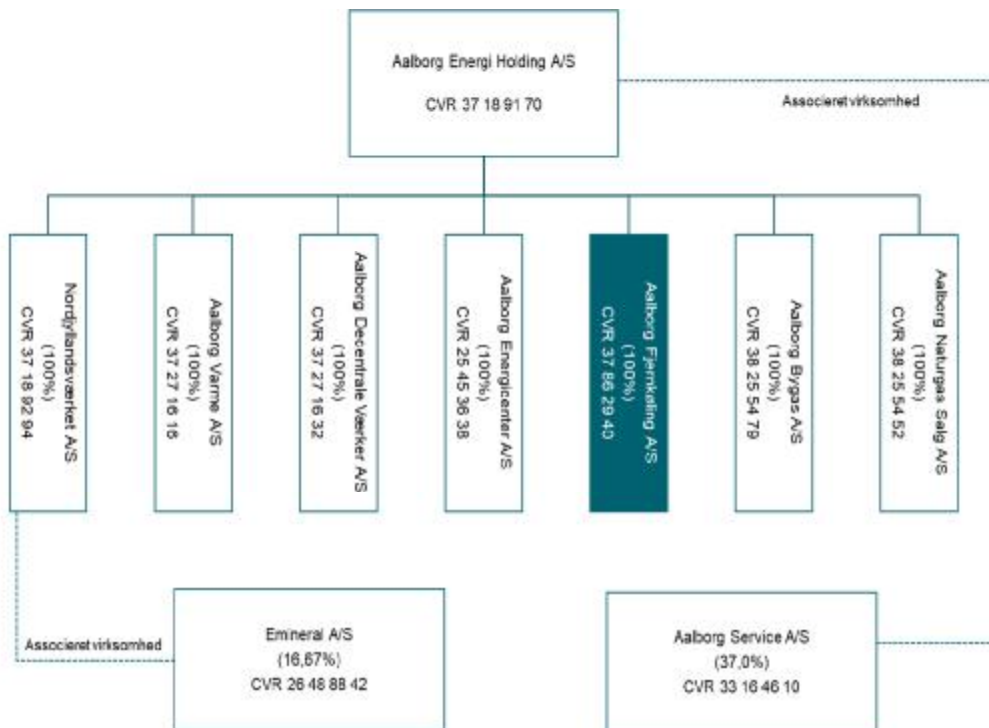 Aalborg Energi Holding A/S
CVR 37 18 91 70
Associeret virksomhed
Nordjyllandsværket A/S
(100%)
CVR 37 18 92 94
Aalborg Varme A/S
(100%)
CVR 37 27 16 16
Aalborg Decentrale Værker A/S
(100%)
CVR 37 27 16 32
Aalborg Energicenter A/S
(100%)
CVR 25 45 36 38
Aalborg Fjernkøling A/S
(100%)
CVR 37 86 29 40
Aalborg Bygas A/S
(100%)
CVR 38 25 54 79
Aalborg Naturgas Salg A/S
(100%)
CVR 38 25 54 52
Associeret virksomhed
Emineral A/S
(16,67%)
CVR 26 48 88 42
Aalborg Service A/S
(37,0%)
CVR 33 16 46 10